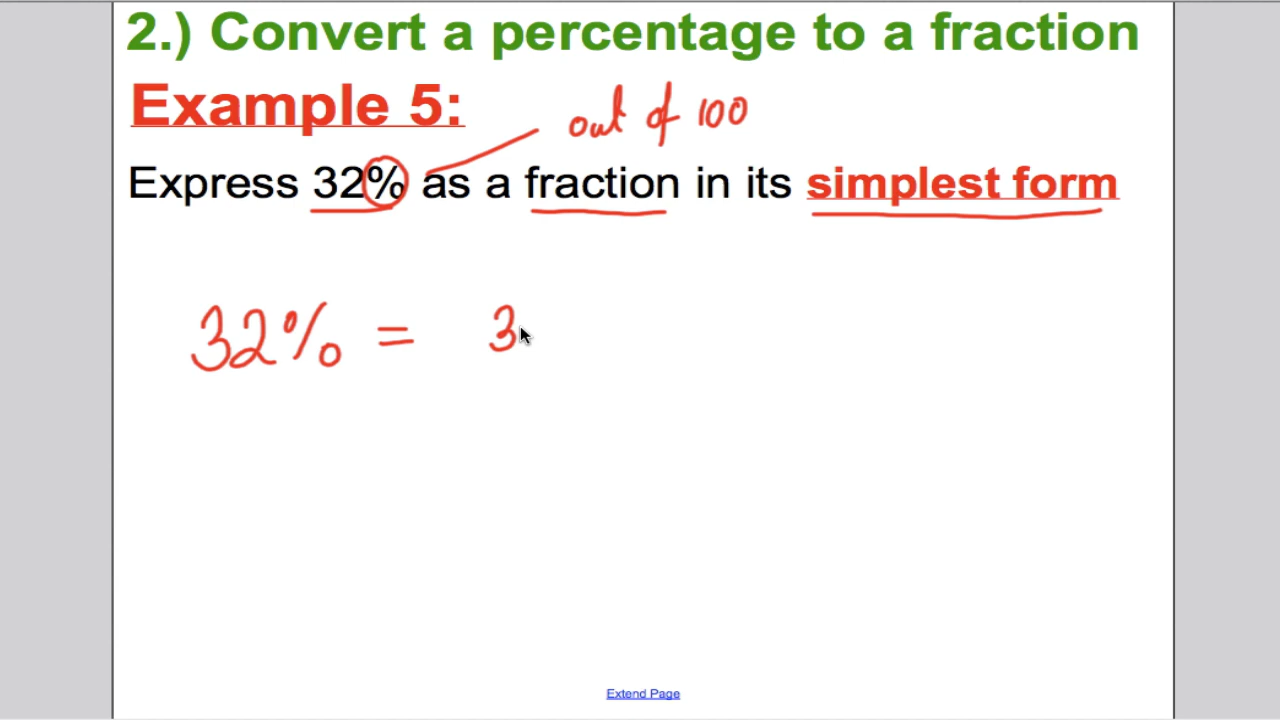 2.) Convert a percentage to a fraction
Example 5:
out of 100
Express 32% as a fraction in its simplest form
32% = 3
Extend Page